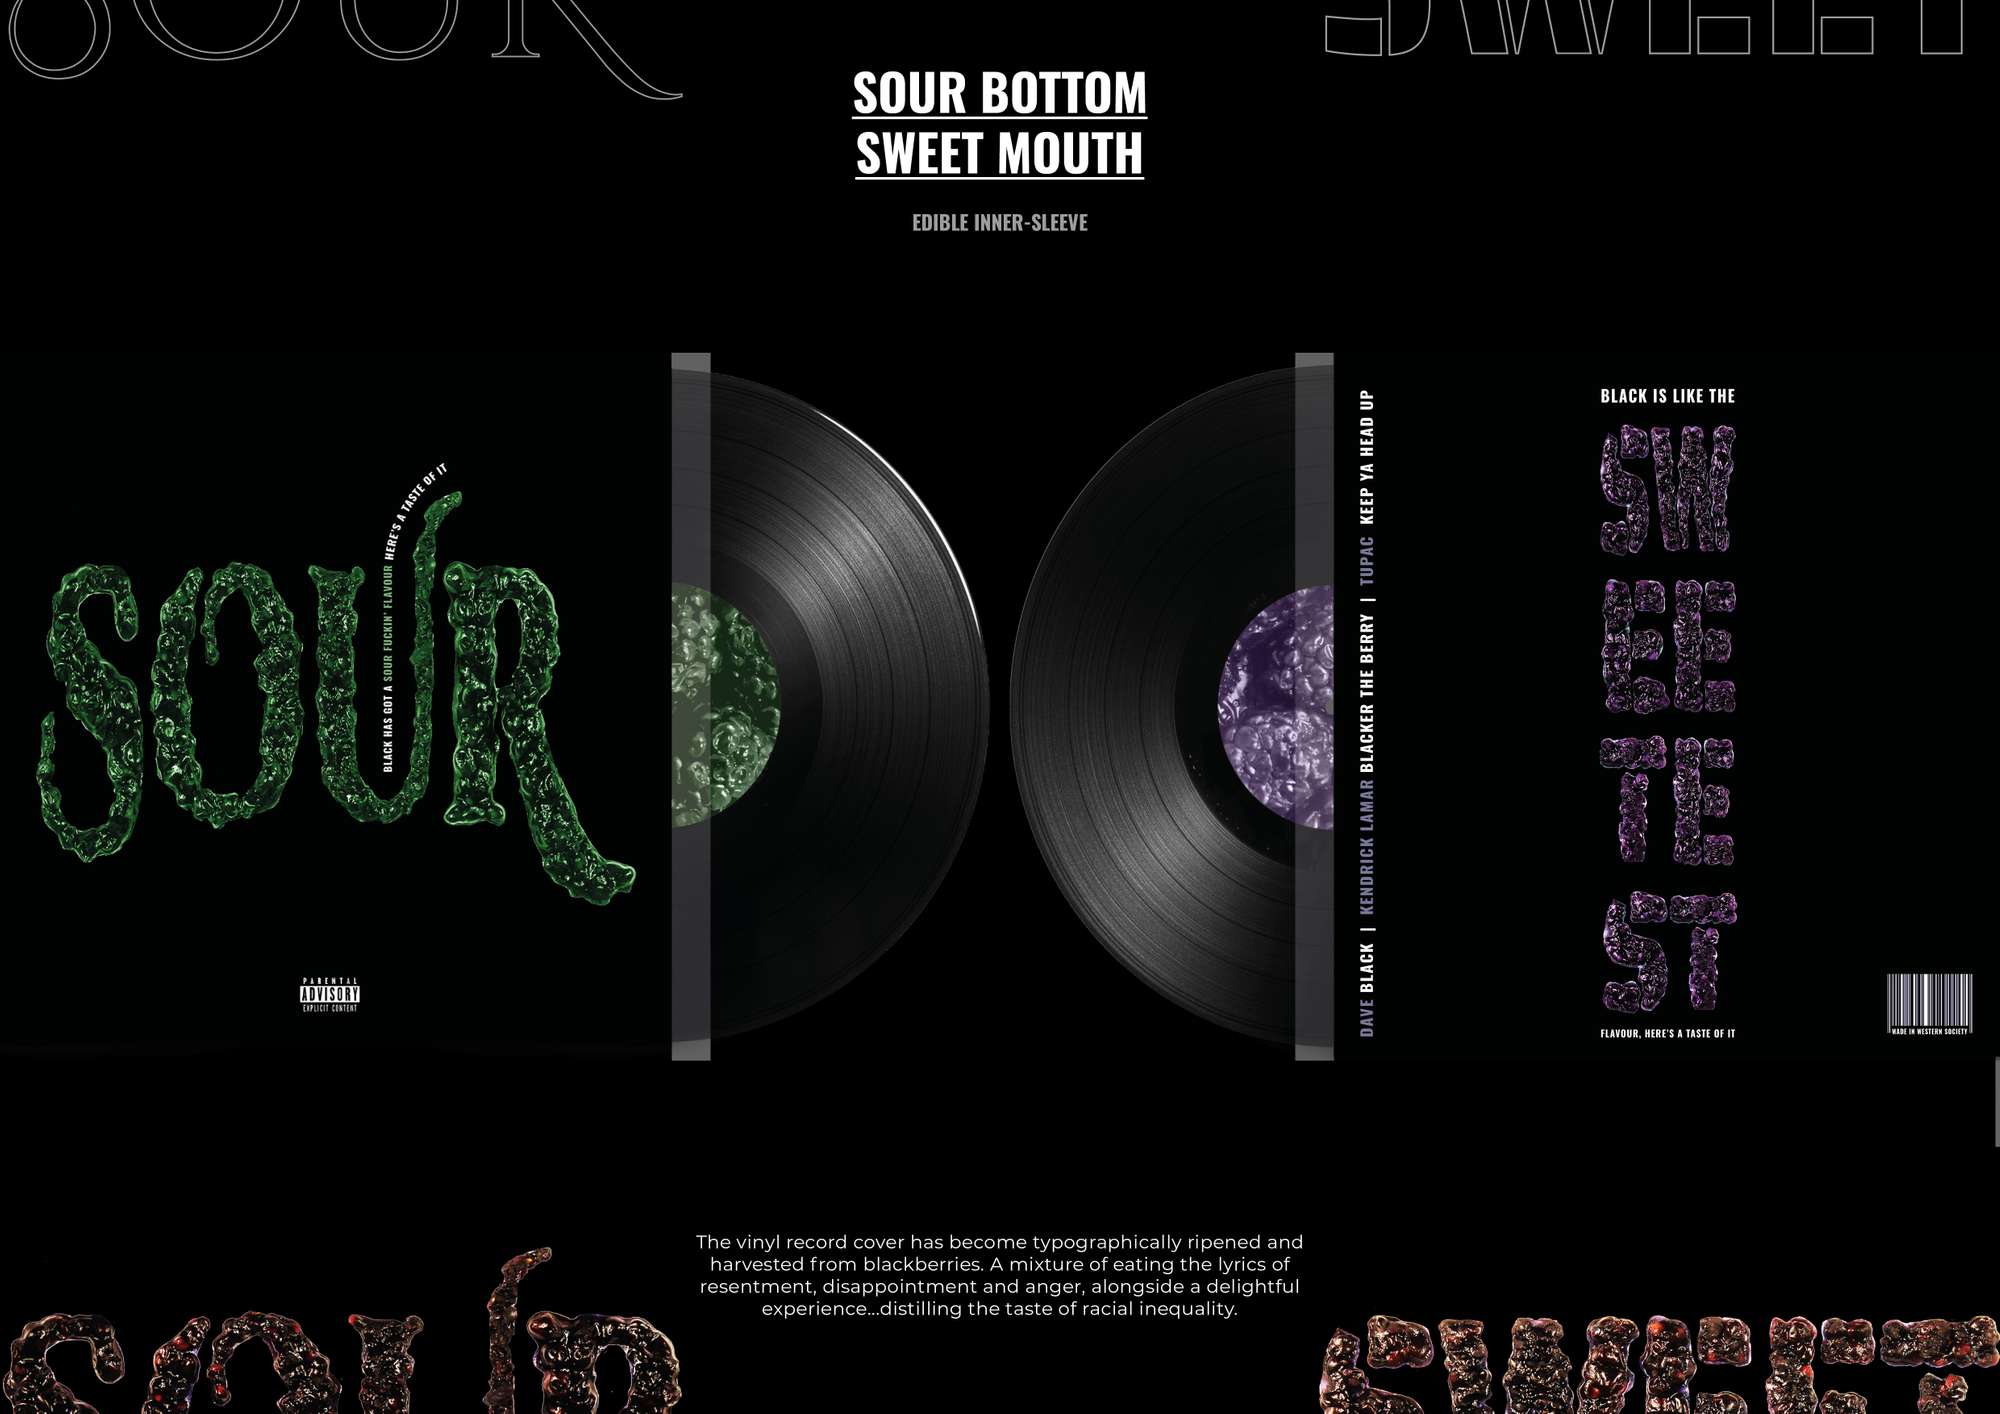 SOUR
SWEET
SOUR BOTTOM
SWEET MOUTH
EDIBLE INNER-SLEEVE
SOUR
BLACK HAS GOT A SOUR FUCKIN' FLAVOUR HERE'S A TASTE OF IT
PARENTAL
ADVISORY
EXPLICIT CONTENT
DAVE BLACK | KENDRICK LAMAR BLACKER THE BERRY | TUPAC KEEP YA HEAD UP
BLACK IS LIKE THE
SW
EE
TE
ST
FLAVOUR, HERE'S A TASTE OF IT
MADE IN WESTERN SOCIETY
The vinyl record cover has become typographically ripened and
harvested from blackberries. A mixture of eating the lyrics of
resentment, disappointment and anger, alongside a delightful
experience...distilling the taste of racial inequality.
SOUR
SWEET